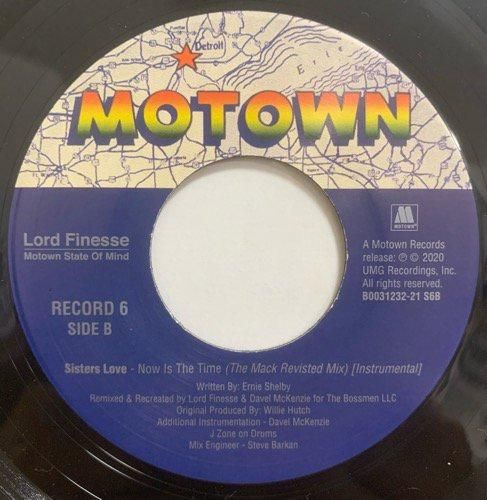 Detroit
Erie
MOTOWN
Lord Finesse
Motown State Of Mind
RECORD 6
SIDE B
MOTOWN
A Motown Records
release: ℗ © 2020
UMG Recordings, Inc.
All rights reserved.
B0031232-21 S6B
Sisters Love - Now Is The Time (The Mack Revisted Mix) [Instrumental]
Written By: Ernie Shelby
Remixed & Recreated by Lord Finesse & Davel McKenzie for The Bossmen LLC
Original Produced By: Willie Hutch
Additional Instrumentation - Davel McKenzie
J Zone on Drums
Mix Engineer - Steve Barkan